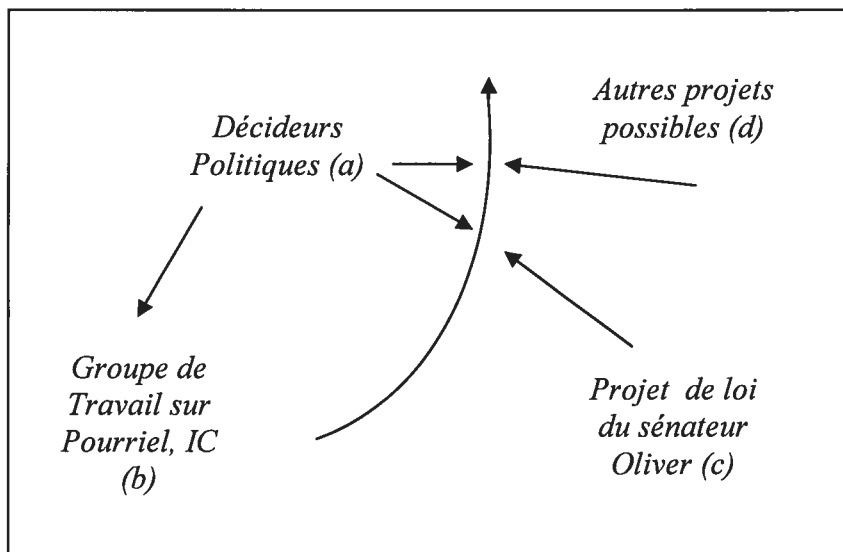 Décideurs
Politiques (a)
Autres projets
possibles (d)
Groupe de
Travail sur
Pourriel, IC
(b)
Projet de loi
du sénateur
Oliver (c)